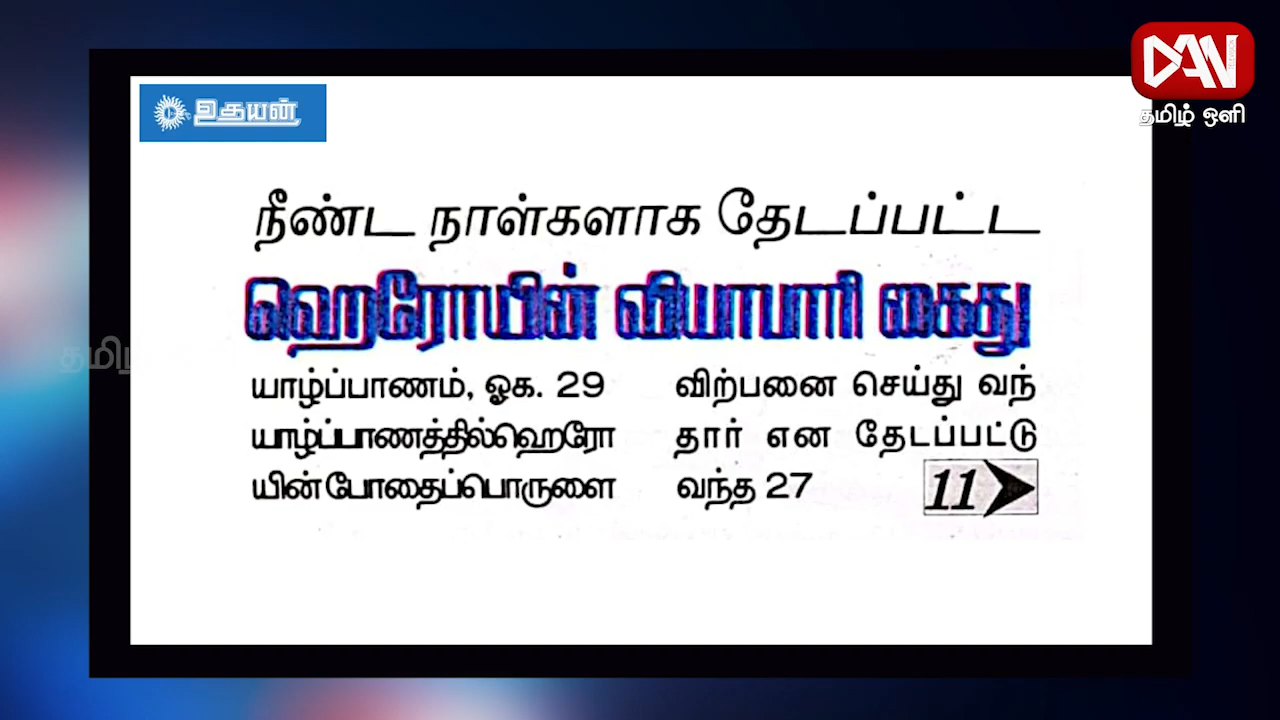 உதயன்
DAN
தமிழ் ஒளி
நீண்ட நாள்களாக தேடப்பட்ட
ஹெரோயின் வியாபாரி கைது
யாழ்ப்பாணம், ஓக. 29
யாழ்ப்பாணத்தில் ஹெரோ
யின் போதைப்பொருளை
விற்பனை செய்து வந்
தார் என தேடப்பட்டு
வந்த 27
11
தமிழ்